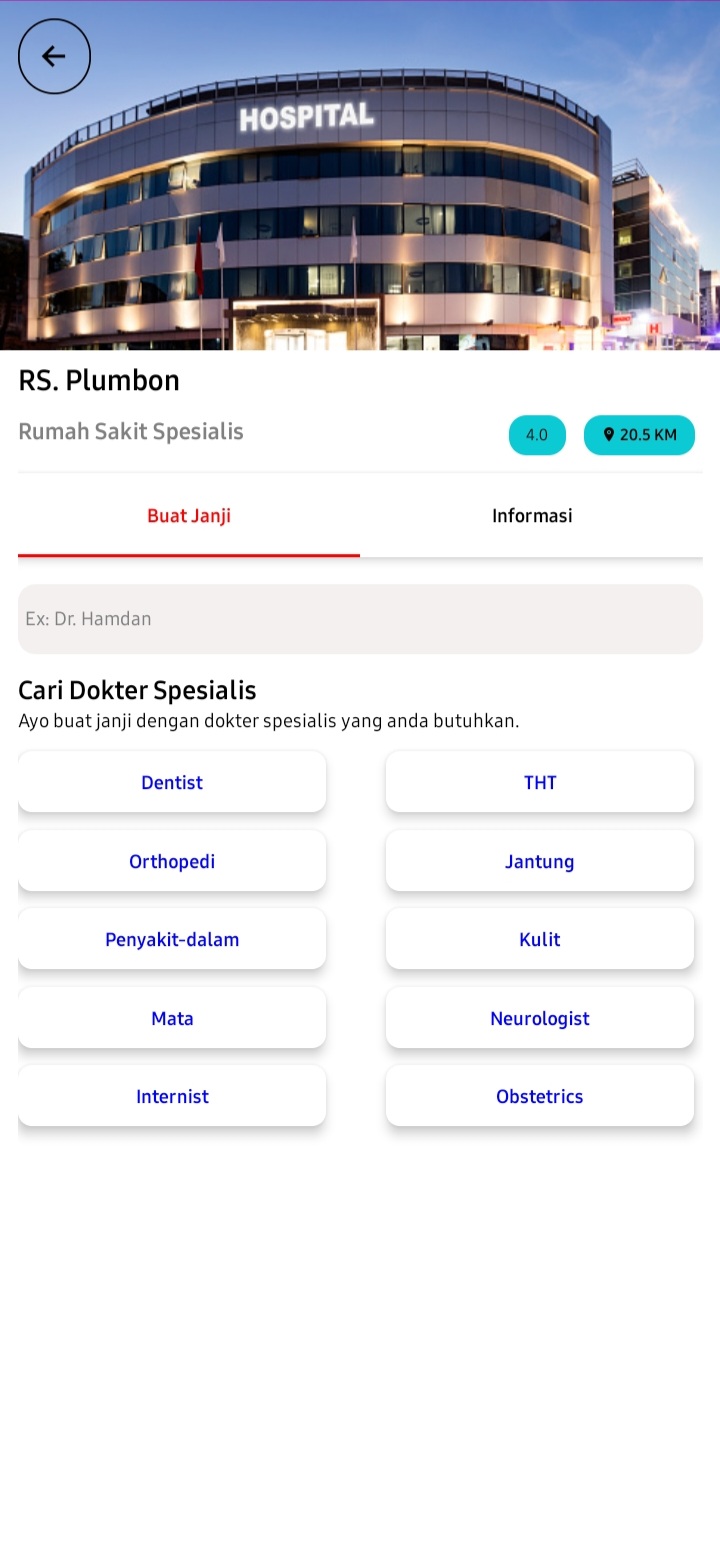 HOSPITAL
H
RS. Plumbon
Rumah Sakit Spesialis
4.0
20.5 KM
Buat Janji
Informasi
Ex: Dr. Hamdan
Cari Dokter Spesialis
Ayo buat janji dengan dokter spesialis yang anda butuhkan.
Dentist
THT
Orthopedi
Jantung
Penyakit-dalam
Kulit
Mata
Neurologist
Internist
Obstetrics